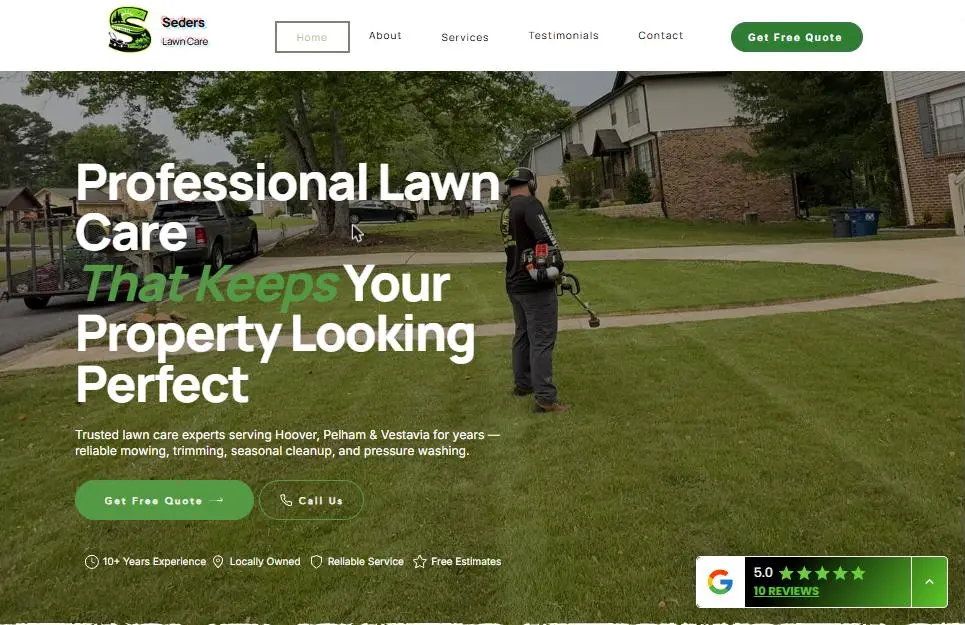 Seders
Lawn Care
Home
About
Services
Testimonials
Contact
Get Free Quote
Professional Lawn
Care
That Keeps Your
Property Looking
Perfect
Trusted lawn care experts serving Hoover, Pelham & Vestavia for years —
reliable mowing, trimming, seasonal cleanup, and pressure washing.
Get Free Quote →
Call Us
10+ Years Experience
Locally Owned
Reliable Service
Free Estimates
5.0
10 REVIEWS